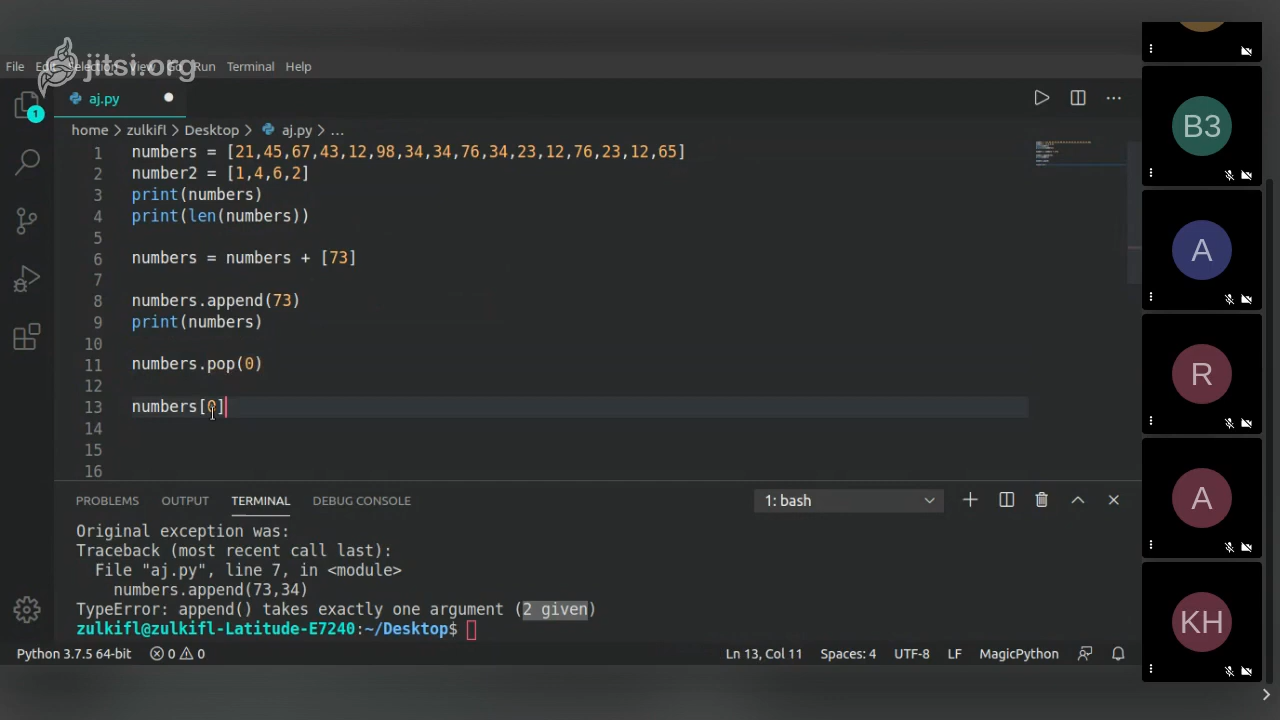 jitsi.org
File Edit Selection View Go Run Terminal Help
1
aj.py
home > zulkifl > Desktop > aj.py > ...
1 numbers = [21,45,67,43,12,98,34,34,76,34,23,12,76,23,12,65]
2 number2 = [1,4,6,2]
3 print(numbers)
4 print(len(numbers))
5
6 numbers = numbers + [73]
7
8 numbers.append(73)
9 print(numbers)
10
11 numbers.pop(0)
12
13 numbers[0]
14
15
16
PROBLEMS OUTPUT TERMINAL DEBUG CONSOLE 1: bash
Original exception was:
Traceback (most recent call last):
File "aj.py", line 7, in <module>
numbers.append(73,34)
TypeError: append() takes exactly one argument (2 given)
zulkifl@zulkifl-Latitude-E7240:~/Desktop$
Python 3.7.5 64-bit 0 0 Ln 13, Col 11 Spaces: 4 UTF-8 LF MagicPython
B3
A
R
A
KH